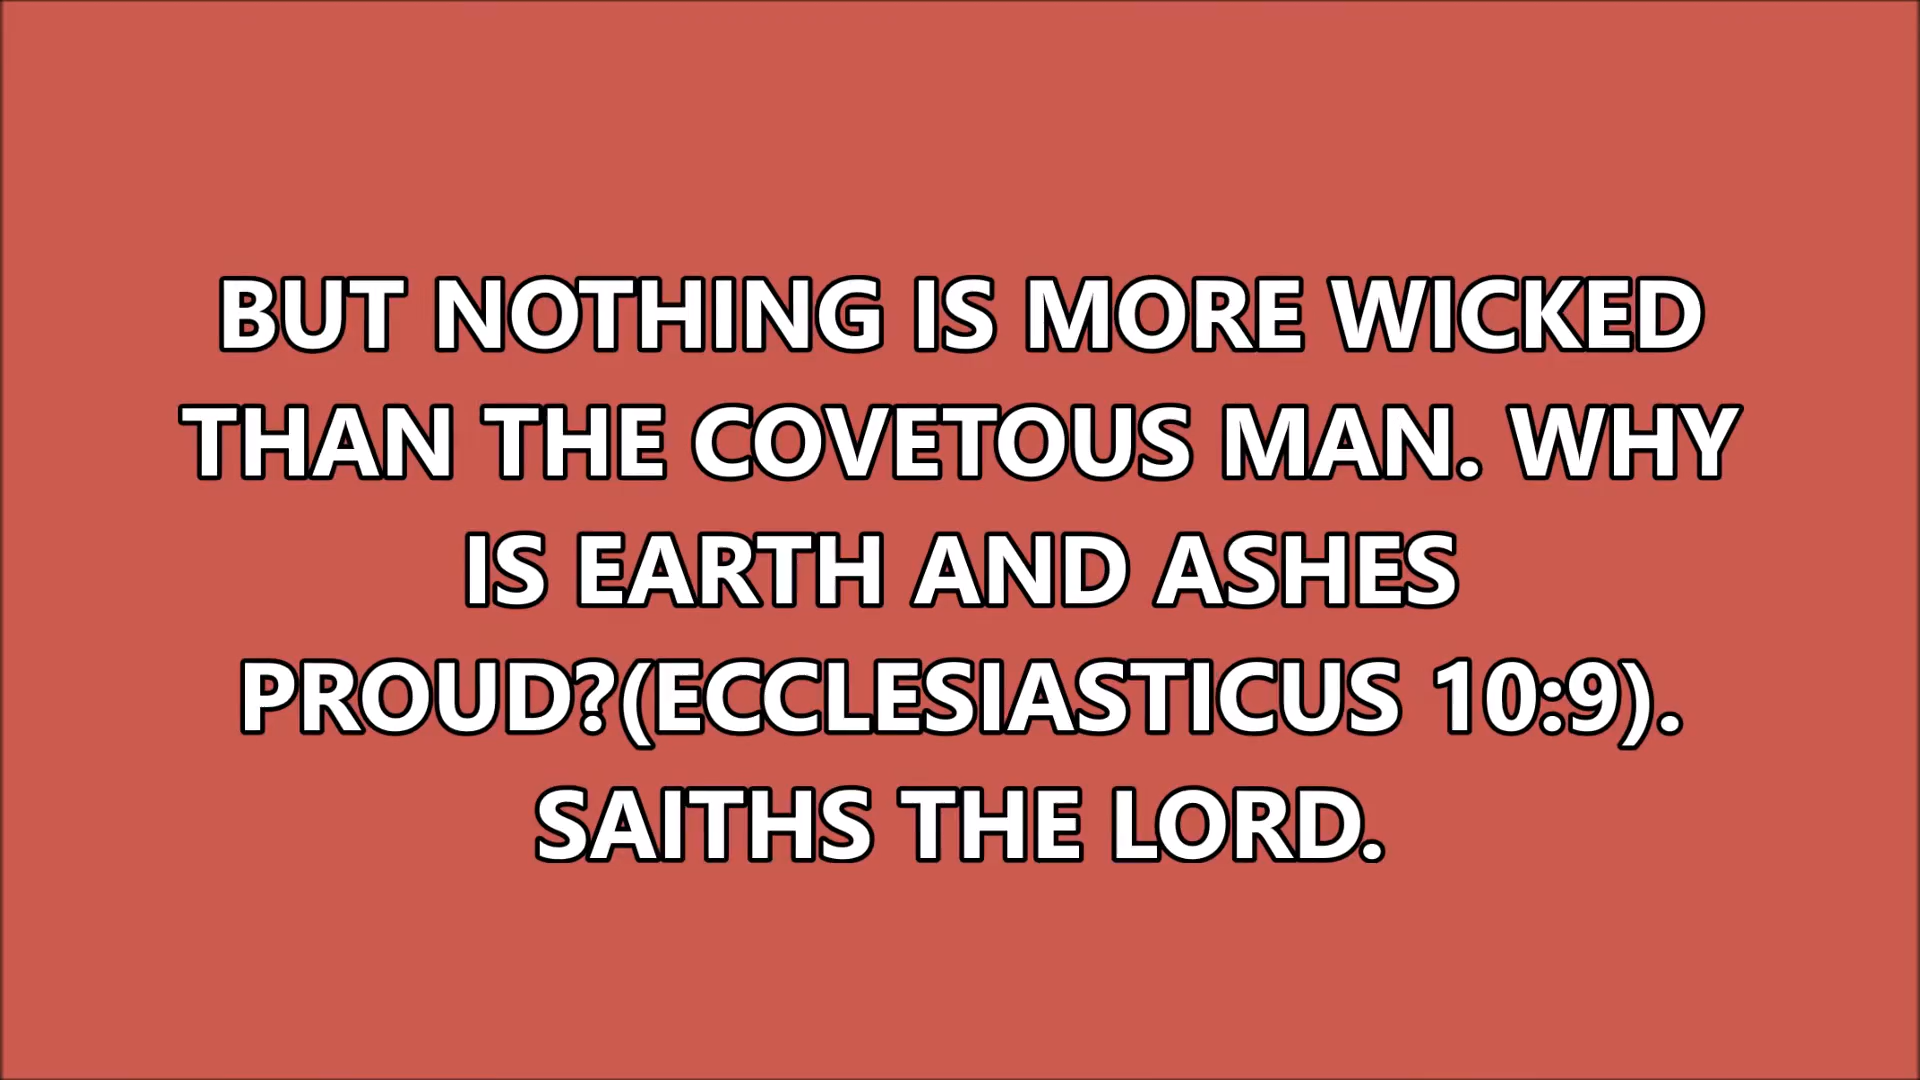 BUT NOTHING IS MORE WICKED
THAN THE COVETOUS MAN. WHY
IS EARTH AND ASHES
PROUD?(ECCLESIASTICUS 10:9).
SAITHS THE LORD.